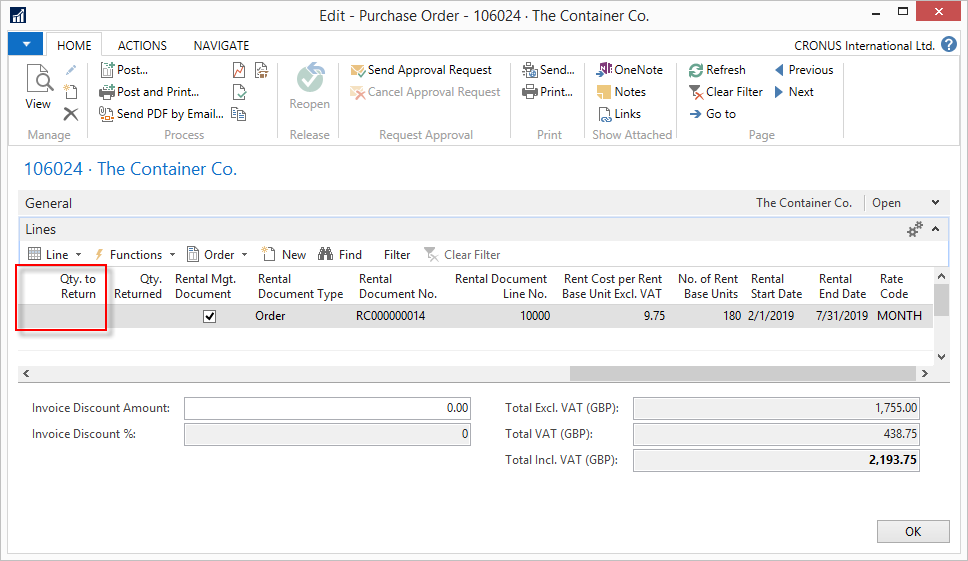 Edit - Purchase Order - 106024 · The Container Co.
HOME ACTIONS NAVIGATE CRONUS International Ltd. ?
View
Manage
Post...
Post and Print...
Send PDF by Email...
Process
Reopen
Release
Send Approval Request
Cancel Approval Request
Request Approval
Send...
Print...
Print
OneNote
Notes
Links
Show Attached
Refresh
Clear Filter
Go to
Previous
Next
Page
106024 · The Container Co.
General The Container Co. Open
Lines
Line Functions Order New Find Filter Clear Filter
Qty. to Return
Qty. Returned
Rental Mgt. Document
Rental Document Type
Rental Document No.
Rental Document Line No.
Rent Cost per Rent Base Unit Excl. VAT
No. of Rent Base Units
Rental Start Date
Rental End Date
Rate Code
Order RC000000014 10000 9.75 180 2/1/2019 7/31/2019 MONTH
Invoice Discount Amount: 0.00
Invoice Discount %: 0
Total Excl. VAT (GBP): 1,755.00
Total VAT (GBP): 438.75
Total Incl. VAT (GBP): 2,193.75
OK